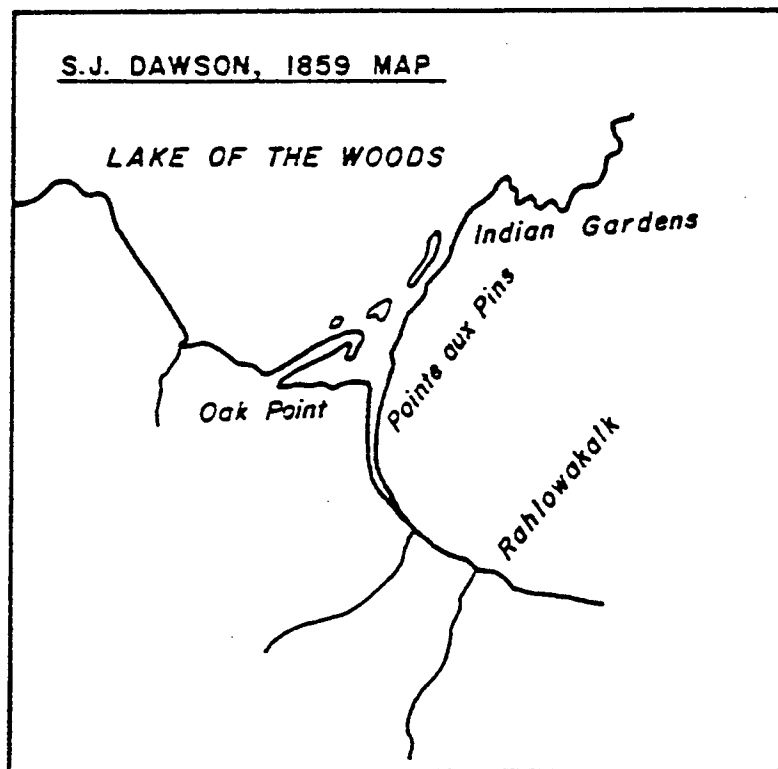 S.J. DAWSON, 1859 MAP
LAKE OF THE WOODS
Indian Gardens
Pointe aux Pins
Oak Point
Rahlowakalk